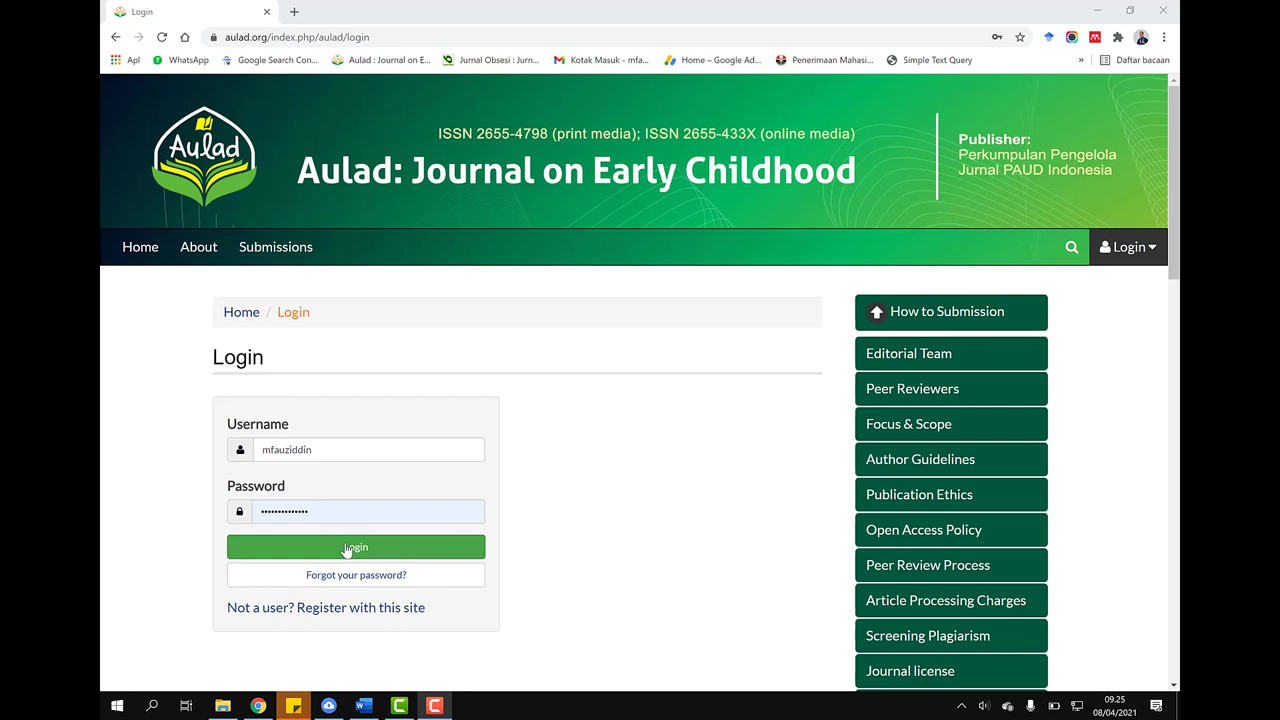 Login
aulad.org/index.php/aulad/login
Apl
WhatsApp
Google Search Con...
Aulad : Journal on E...
Jurnal Obsesi : Jurn...
Kotak Masuk - mfa...
Home – Google Ad...
Penerimaan Mahasi...
Simple Text Query
»
Daftar bacaan
Aulad
ISSN 2655-4798 (print media); ISSN 2655-433X (online media)
Aulad: Journal on Early Childhood
Publisher:
Perkumpulan Pengelola
Jurnal PAUD Indonesia
Home
About
Submissions
Login
Home / Login
Login
Username
mfauziddin
Password
••••••••••••••
Login
Forgot your password?
Not a user? Register with this site
How to Submission
Editorial Team
Peer Reviewers
Focus & Scope
Author Guidelines
Publication Ethics
Open Access Policy
Peer Review Process
Article Processing Charges
Screening Plagiarism
Journal license
09.25
08/04/2021